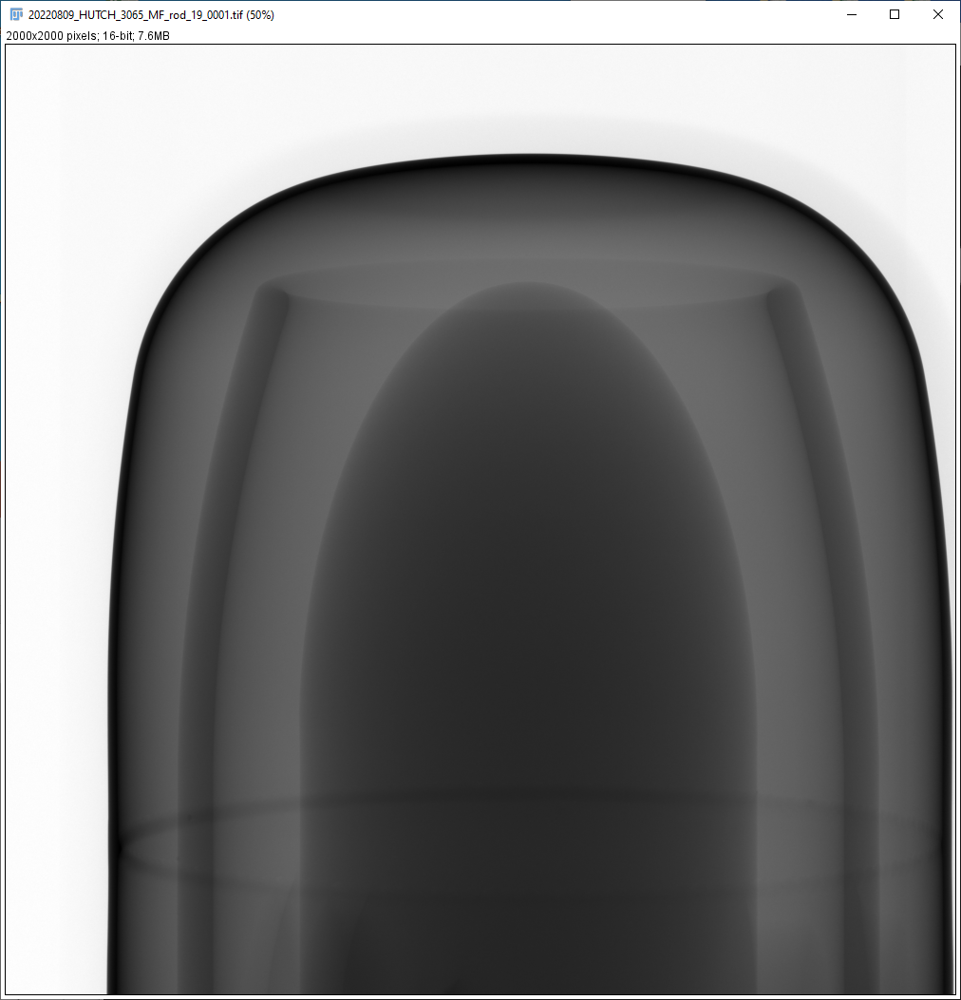 20220809_HUTCH_3065_MF_rod_19_0001.tif (50%)
2000x2000 pixels; 16-bit; 7.6MB